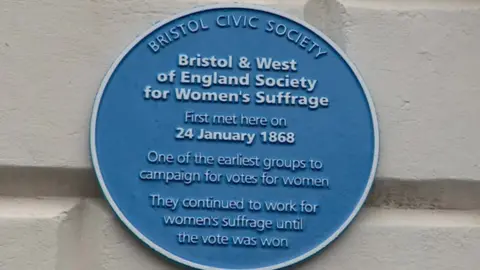 BRISTOL CIVIC SOCIETY
Bristol & West
of England Society
for Women's Suffrage
First met here on
24 January 1868
One of the earliest groups to
campaign for votes for women
They continued to work for
women's suffrage until
the vote was won